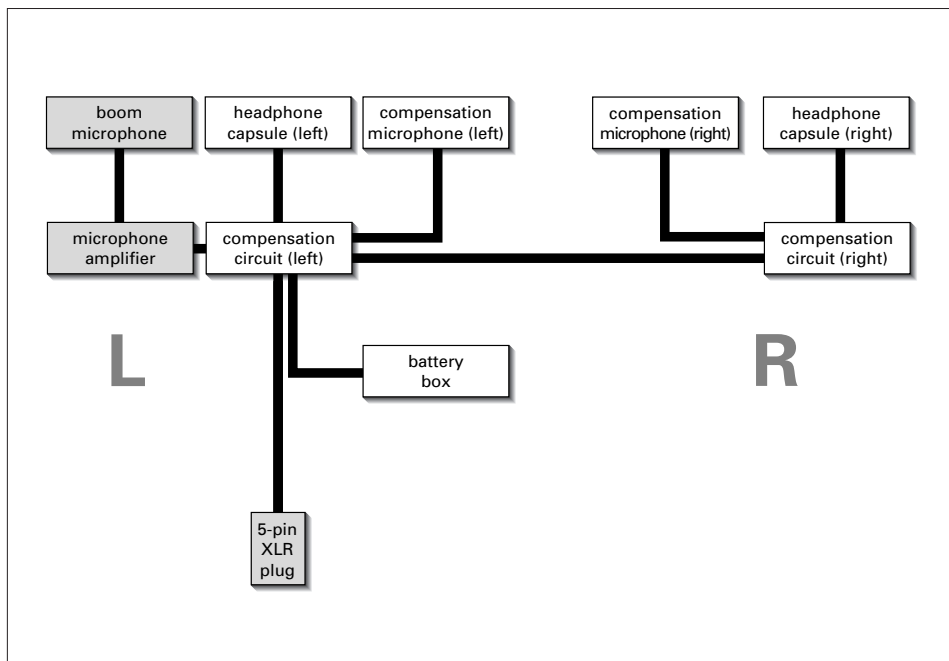 boom
microphone
headphone
capsule (left)
compensation
microphone (left)
compensation
microphone (right)
headphone
capsule (right)
microphone
amplifier
compensation
circuit (left)
compensation
circuit (right)
L
R
battery
box
5-pin
XLR
plug